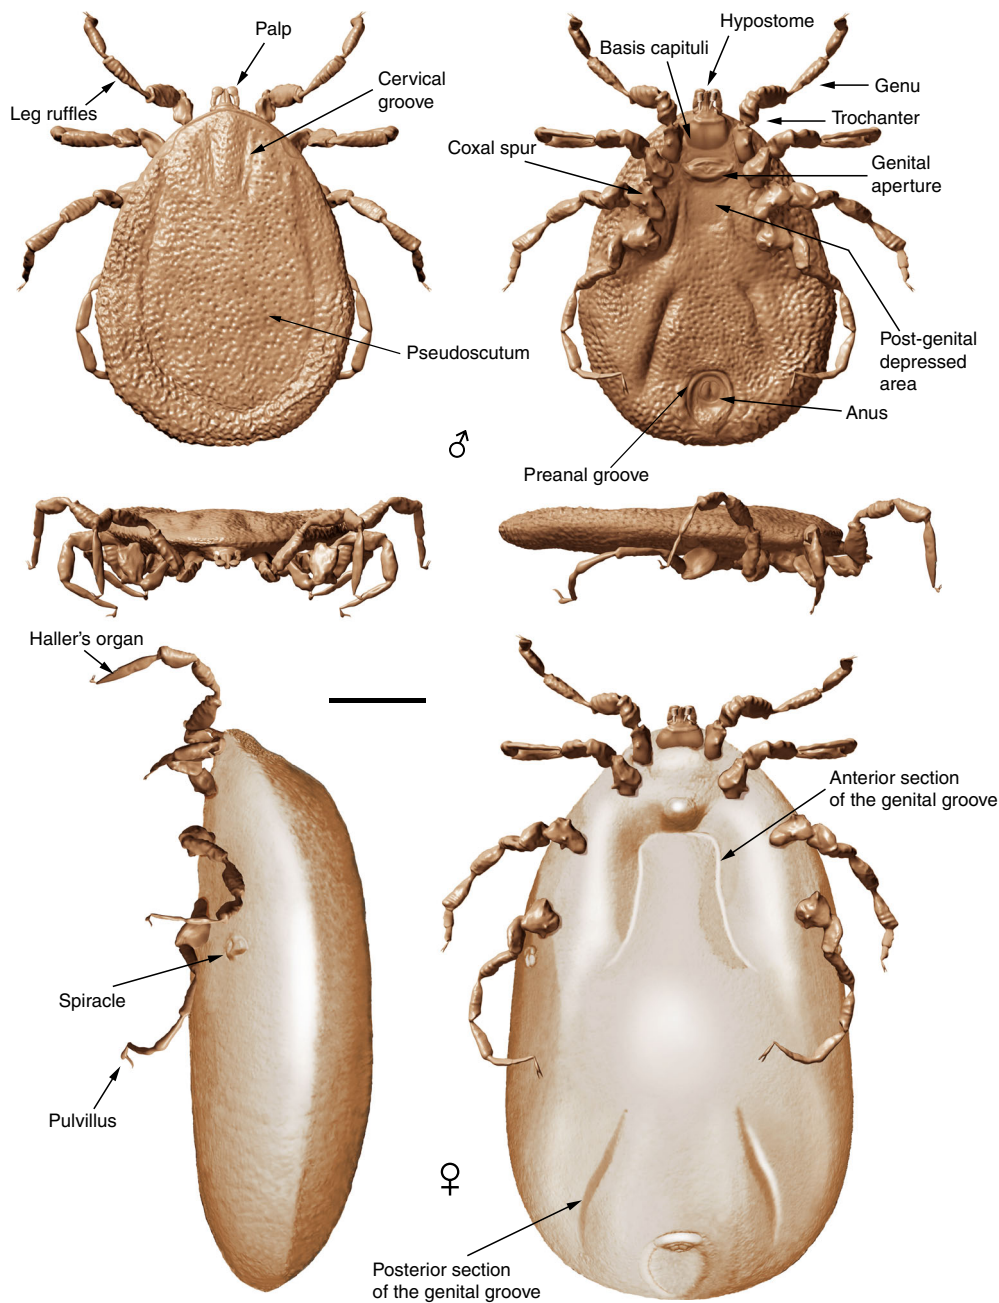 Palp
Hypostome
Basis capituli
Cervical
groove
Leg ruffles
Genu
Trochanter
Coxal spur
Genital
aperture
Post-genital
depressed
area
Pseudoscutum
Anus
♂
Preanal groove
Haller's organ
Anterior section
of the genital groove
Spiracle
Pulvillus
♀
Posterior section
of the genital groove